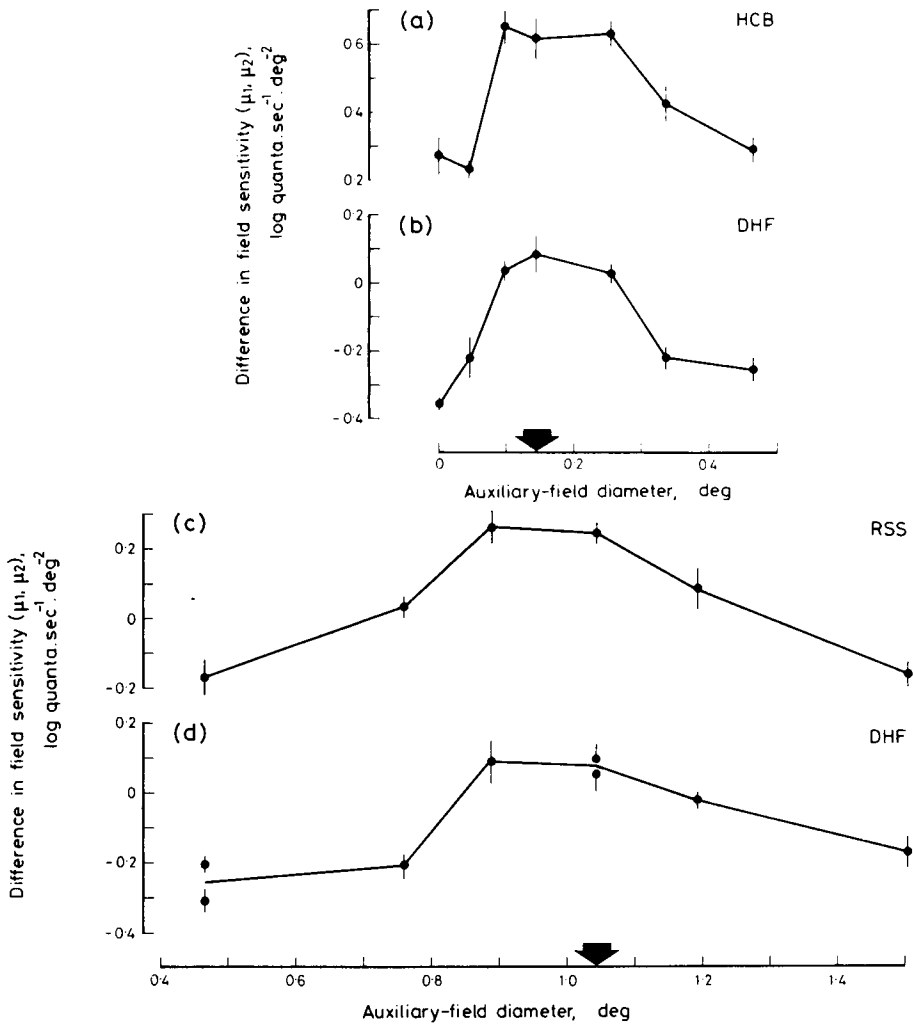 (a)
HCB
0·6
0·4
0·2
Difference in field sensitivity (μ1, μ2),
log quanta.sec⁻¹.deg⁻²
(b)
DHF
0·2
0
-0·2
-0·4
0
0·2
0·4
Auxiliary-field diameter, deg
(c)
RSS
0·2
0
-0·2
Difference in field sensitivity (μ1, μ2),
log quanta.sec⁻¹.deg⁻²
(d)
DHF
0·2
0
-0·2
-0·4
0·4
0·6
0·8
1·0
1·2
1·4
Auxiliary-field diameter, deg